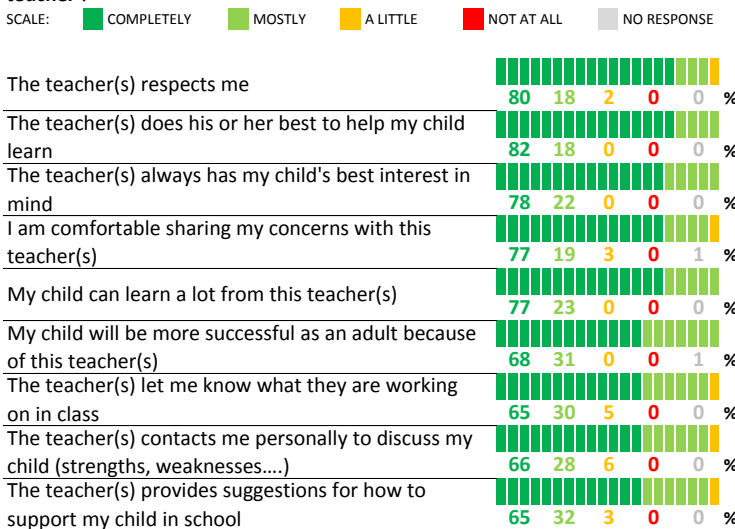 SCALE: COMPLETELY MOSTLY A LITTLE NOT AT ALL NO RESPONSE
The teacher(s) respects me
80 18 2 0 0 %
The teacher(s) does his or her best to help my child
learn
82 18 0 0 0 %
The teacher(s) always has my child's best interest in
mind
78 22 0 0 0 %
I am comfortable sharing my concerns with this
teacher(s)
77 19 3 0 1 %
My child can learn a lot from this teacher(s)
77 23 0 0 0 %
My child will be more successful as an adult because
of this teacher(s)
68 31 0 0 1 %
The teacher(s) let me know what they are working
on in class
65 30 5 0 0 %
The teacher(s) contacts me personally to discuss my
child (strengths, weaknesses....)
66 28 6 0 0 %
The teacher(s) provides suggestions for how to
support my child in school
65 32 3 0 0 %